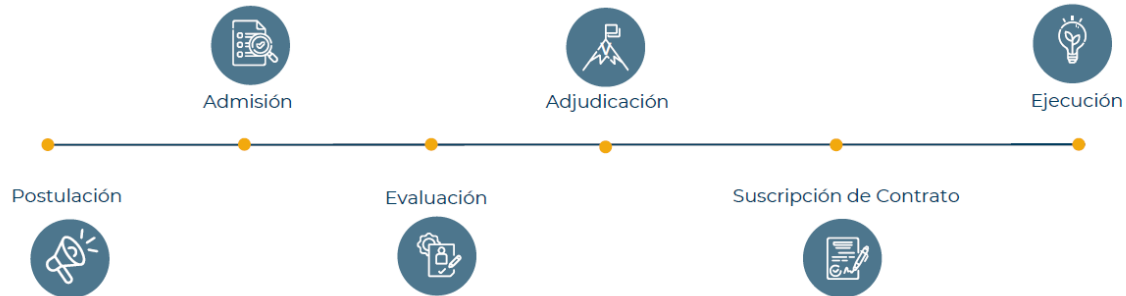 Admisión
Adjudicación
Ejecución
Postulación
Evaluación
Suscripción de Contrato